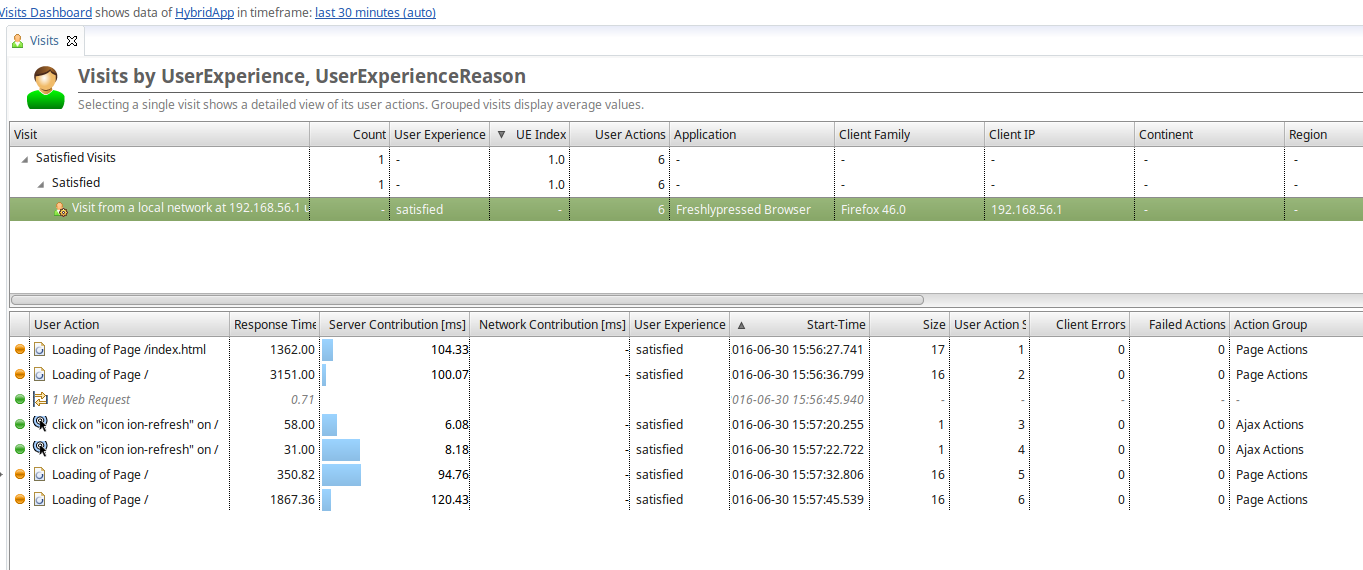 Visits Dashboard shows data of HybridApp in timeframe: last 30 minutes (auto)
Visits
Visits by UserExperience, UserExperienceReason
Selecting a single visit shows a detailed view of its user actions. Grouped visits display average values.
Visit Count User Experience UE Index User Actions Application Client Family Client IP Continent Region
Satisfied Visits 1 - 1.0 6 - - - - -
Satisfied 1 - 1.0 6 - - - - -
Visit from a local network at 192.168.56.1 u - satisfied - 6 Freshlypressed Browser Firefox 46.0 192.168.56.1 - -
User Action Response Time Server Contribution [ms] Network Contribution [ms] User Experience Start-Time Size User Action S Client Errors Failed Actions Action Group
Loading of Page /index.html 1362.00 104.33 - satisfied 016-06-30 15:56:27.741 17 1 0 0 Page Actions
Loading of Page / 3151.00 100.07 - satisfied 016-06-30 15:56:36.799 16 2 0 0 Page Actions
1 Web Request 0.71 016-06-30 15:56:45.940 - - - - -
click on "icon ion-refresh" on / 58.00 6.08 - satisfied 016-06-30 15:57:20.255 1 3 0 0 Ajax Actions
click on "icon ion-refresh" on / 31.00 8.18 - satisfied 016-06-30 15:57:22.722 1 4 0 0 Ajax Actions
Loading of Page / 350.82 94.76 - satisfied 016-06-30 15:57:32.806 16 5 0 0 Page Actions
Loading of Page / 1867.36 120.43 - satisfied 016-06-30 15:57:45.539 16 6 0 0 Page Actions